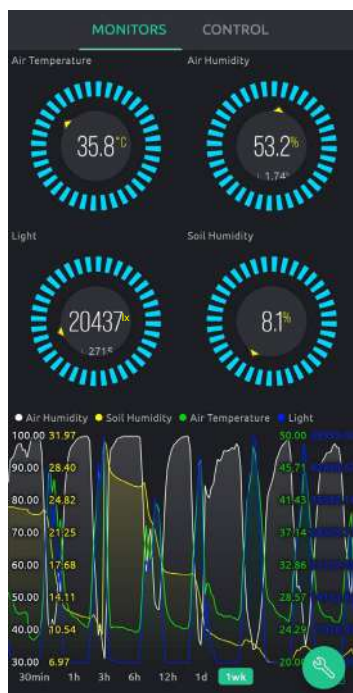 MONITORS CONTROL
Air Temperature Air Humidity
35.8°C 53.2%
1.74
Light Soil Humidity
20437lx 8.1%
Air Humidity Soil Humidity Air Temperature Light
100.00 31.97 50.00
90.00 28.40 45.71
80.00 24.82 41.43
70.00 21.25 37.14
60.00 17.68 32.86
50.00 14.11 28.57
40.00 10.54 24.29
30.00 6.97
30min 1h 3h 6h 12h 1d 1wk